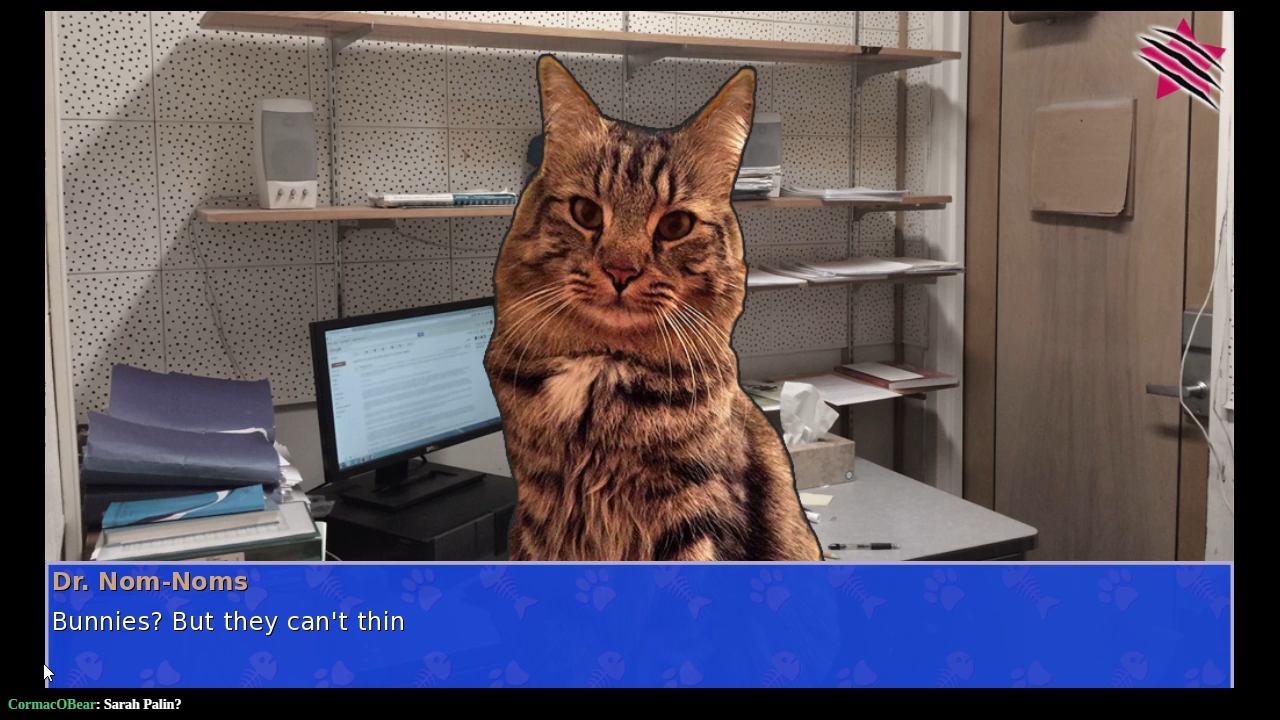 Dr. Nom-Noms
Bunnies? But they can't thin
CormacOBear: Sarah Palin?